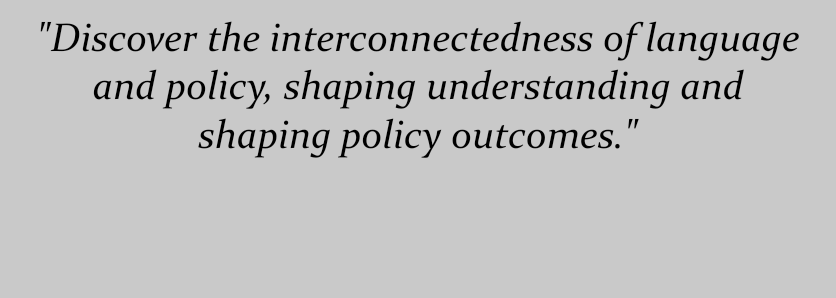 "Discover the interconnectedness of language
and policy, shaping understanding and
shaping policy outcomes."